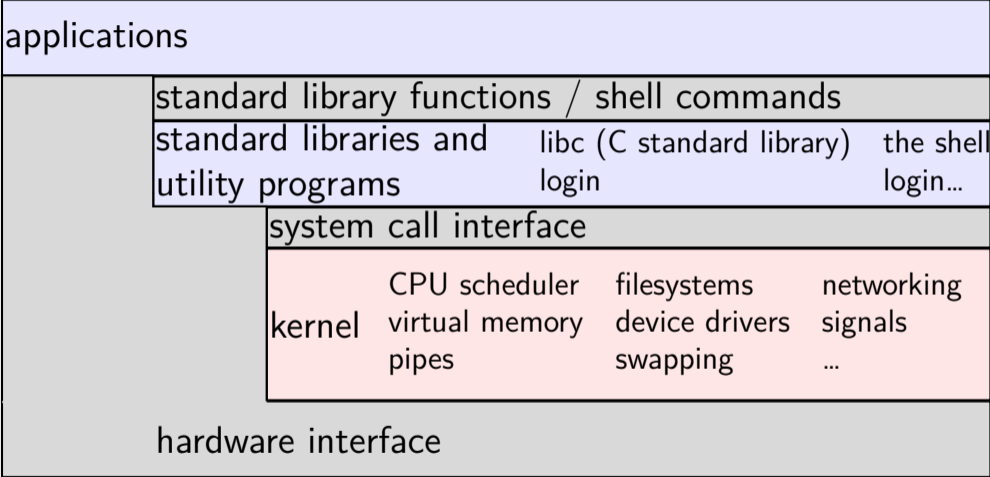 applications
standard library functions / shell commands
standard libraries and
utility programs
libc (C standard library)
login
the shell
login…
system call interface
kernel
CPU scheduler
virtual memory
pipes
filesystems
device drivers
swapping
networking
signals
…
hardware interface